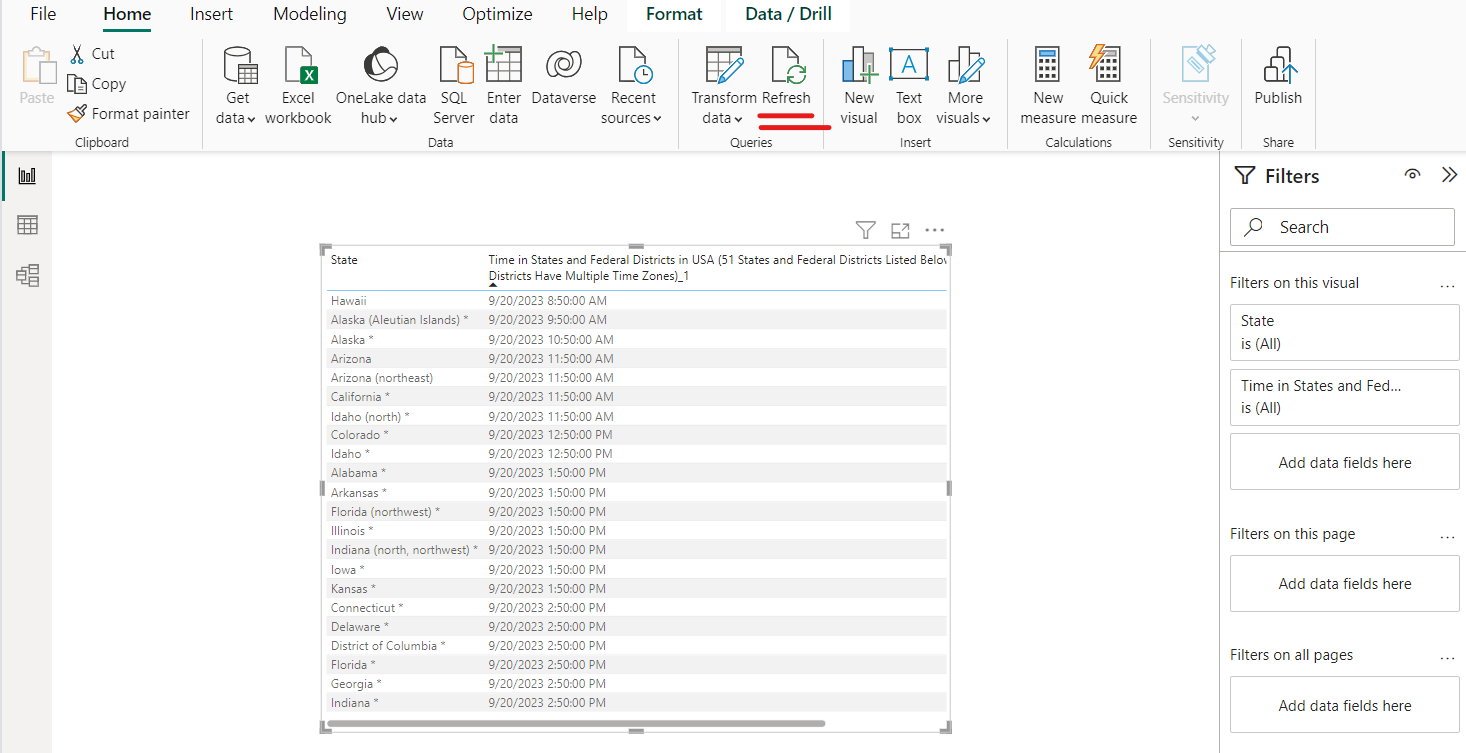 File Home Insert Modeling View Optimize Help Format Data / Drill
Paste
Cut
Copy
Format painter
Clipboard
Get data
Excel workbook
OneLake data hub
SQL Server
Enter data
Dataverse
Recent sources
Data
Transform data
Refresh
Queries
New visual
A
Text box
More visuals
Insert
New measure
Quick measure
Calculations
Sensitivity
Sensitivity
Publish
Share
State
Time in States and Federal Districts in USA (51 States and Federal Districts Listed Below
Districts Have Multiple Time Zones)_1
Hawaii 9/20/2023 8:50:00 AM
Alaska (Aleutian Islands) * 9/20/2023 9:50:00 AM
Alaska * 9/20/2023 10:50:00 AM
Arizona 9/20/2023 11:50:00 AM
Arizona (northeast) 9/20/2023 11:50:00 AM
California * 9/20/2023 11:50:00 AM
Idaho (north) * 9/20/2023 11:50:00 AM
Colorado * 9/20/2023 12:50:00 PM
Idaho * 9/20/2023 12:50:00 PM
Alabama * 9/20/2023 1:50:00 PM
Arkansas * 9/20/2023 1:50:00 PM
Florida (northwest) * 9/20/2023 1:50:00 PM
Illinois * 9/20/2023 1:50:00 PM
Indiana (north, northwest) * 9/20/2023 1:50:00 PM
Iowa * 9/20/2023 1:50:00 PM
Kansas * 9/20/2023 1:50:00 PM
Connecticut * 9/20/2023 2:50:00 PM
Delaware * 9/20/2023 2:50:00 PM
District of Columbia * 9/20/2023 2:50:00 PM
Florida * 9/20/2023 2:50:00 PM
Georgia * 9/20/2023 2:50:00 PM
Indiana * 9/20/2023 2:50:00 PM
Filters
Search
Filters on this visual ...
State
is (All)
Time in States and Fed...
is (All)
Add data fields here
Filters on this page ...
Add data fields here
Filters on all pages ...
Add data fields here